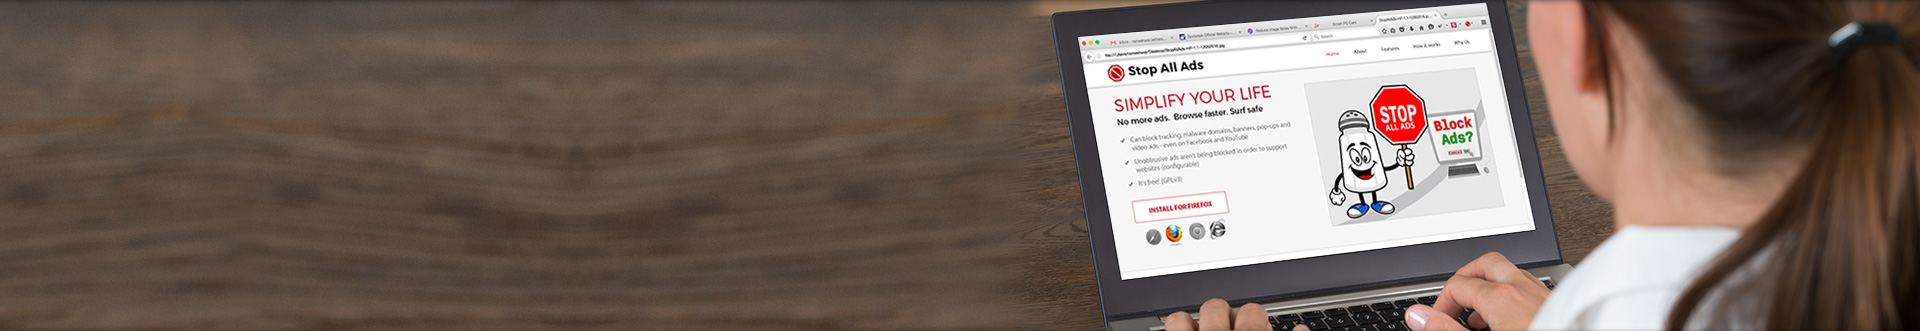 Stop All Ads
Home About Features How it works Why Us
SIMPLIFY YOUR LIFE
No more ads. Browse faster. Surf safe
Can block tracking, malware domains, banners, pop-ups and
video ads - even on Facebook and YouTube
Unobtrusive ads aren't being blocked in order to support
websites (configurable)
It's free! (GPLv3)
INSTALL FOR FIREFOX
STOP
ALL ADS
Block
Ads?